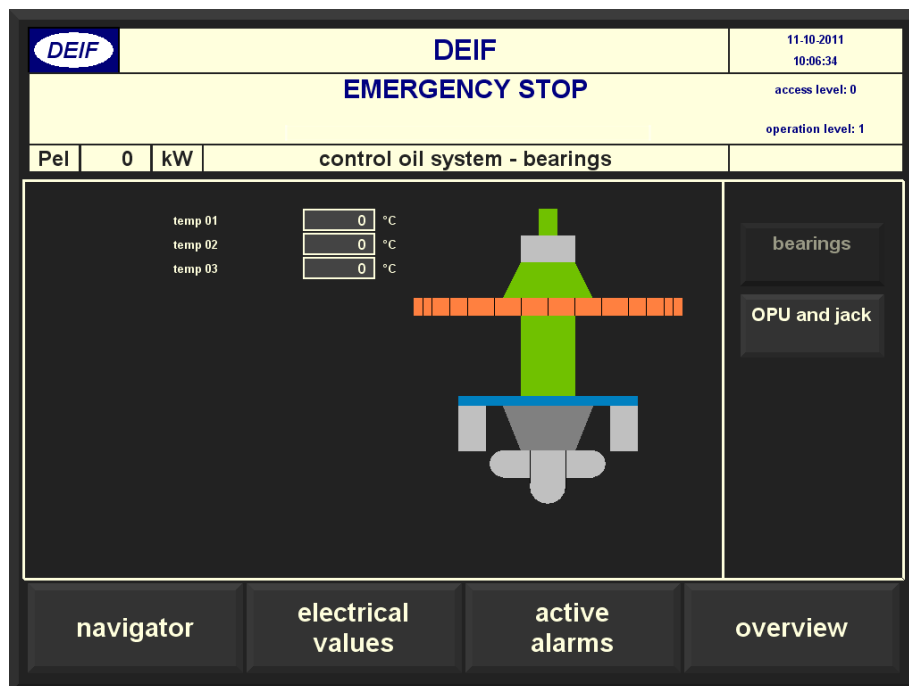 DEIF
DEIF
11-10-2011
10:06:34
EMERGENCY STOP
access level: 0
operation level: 1
Pel 0 kW
control oil system - bearings
temp 01 0 °C
temp 02 0 °C
temp 03 0 °C
bearings
OPU and jack
navigator
electrical
values
active
alarms
overview